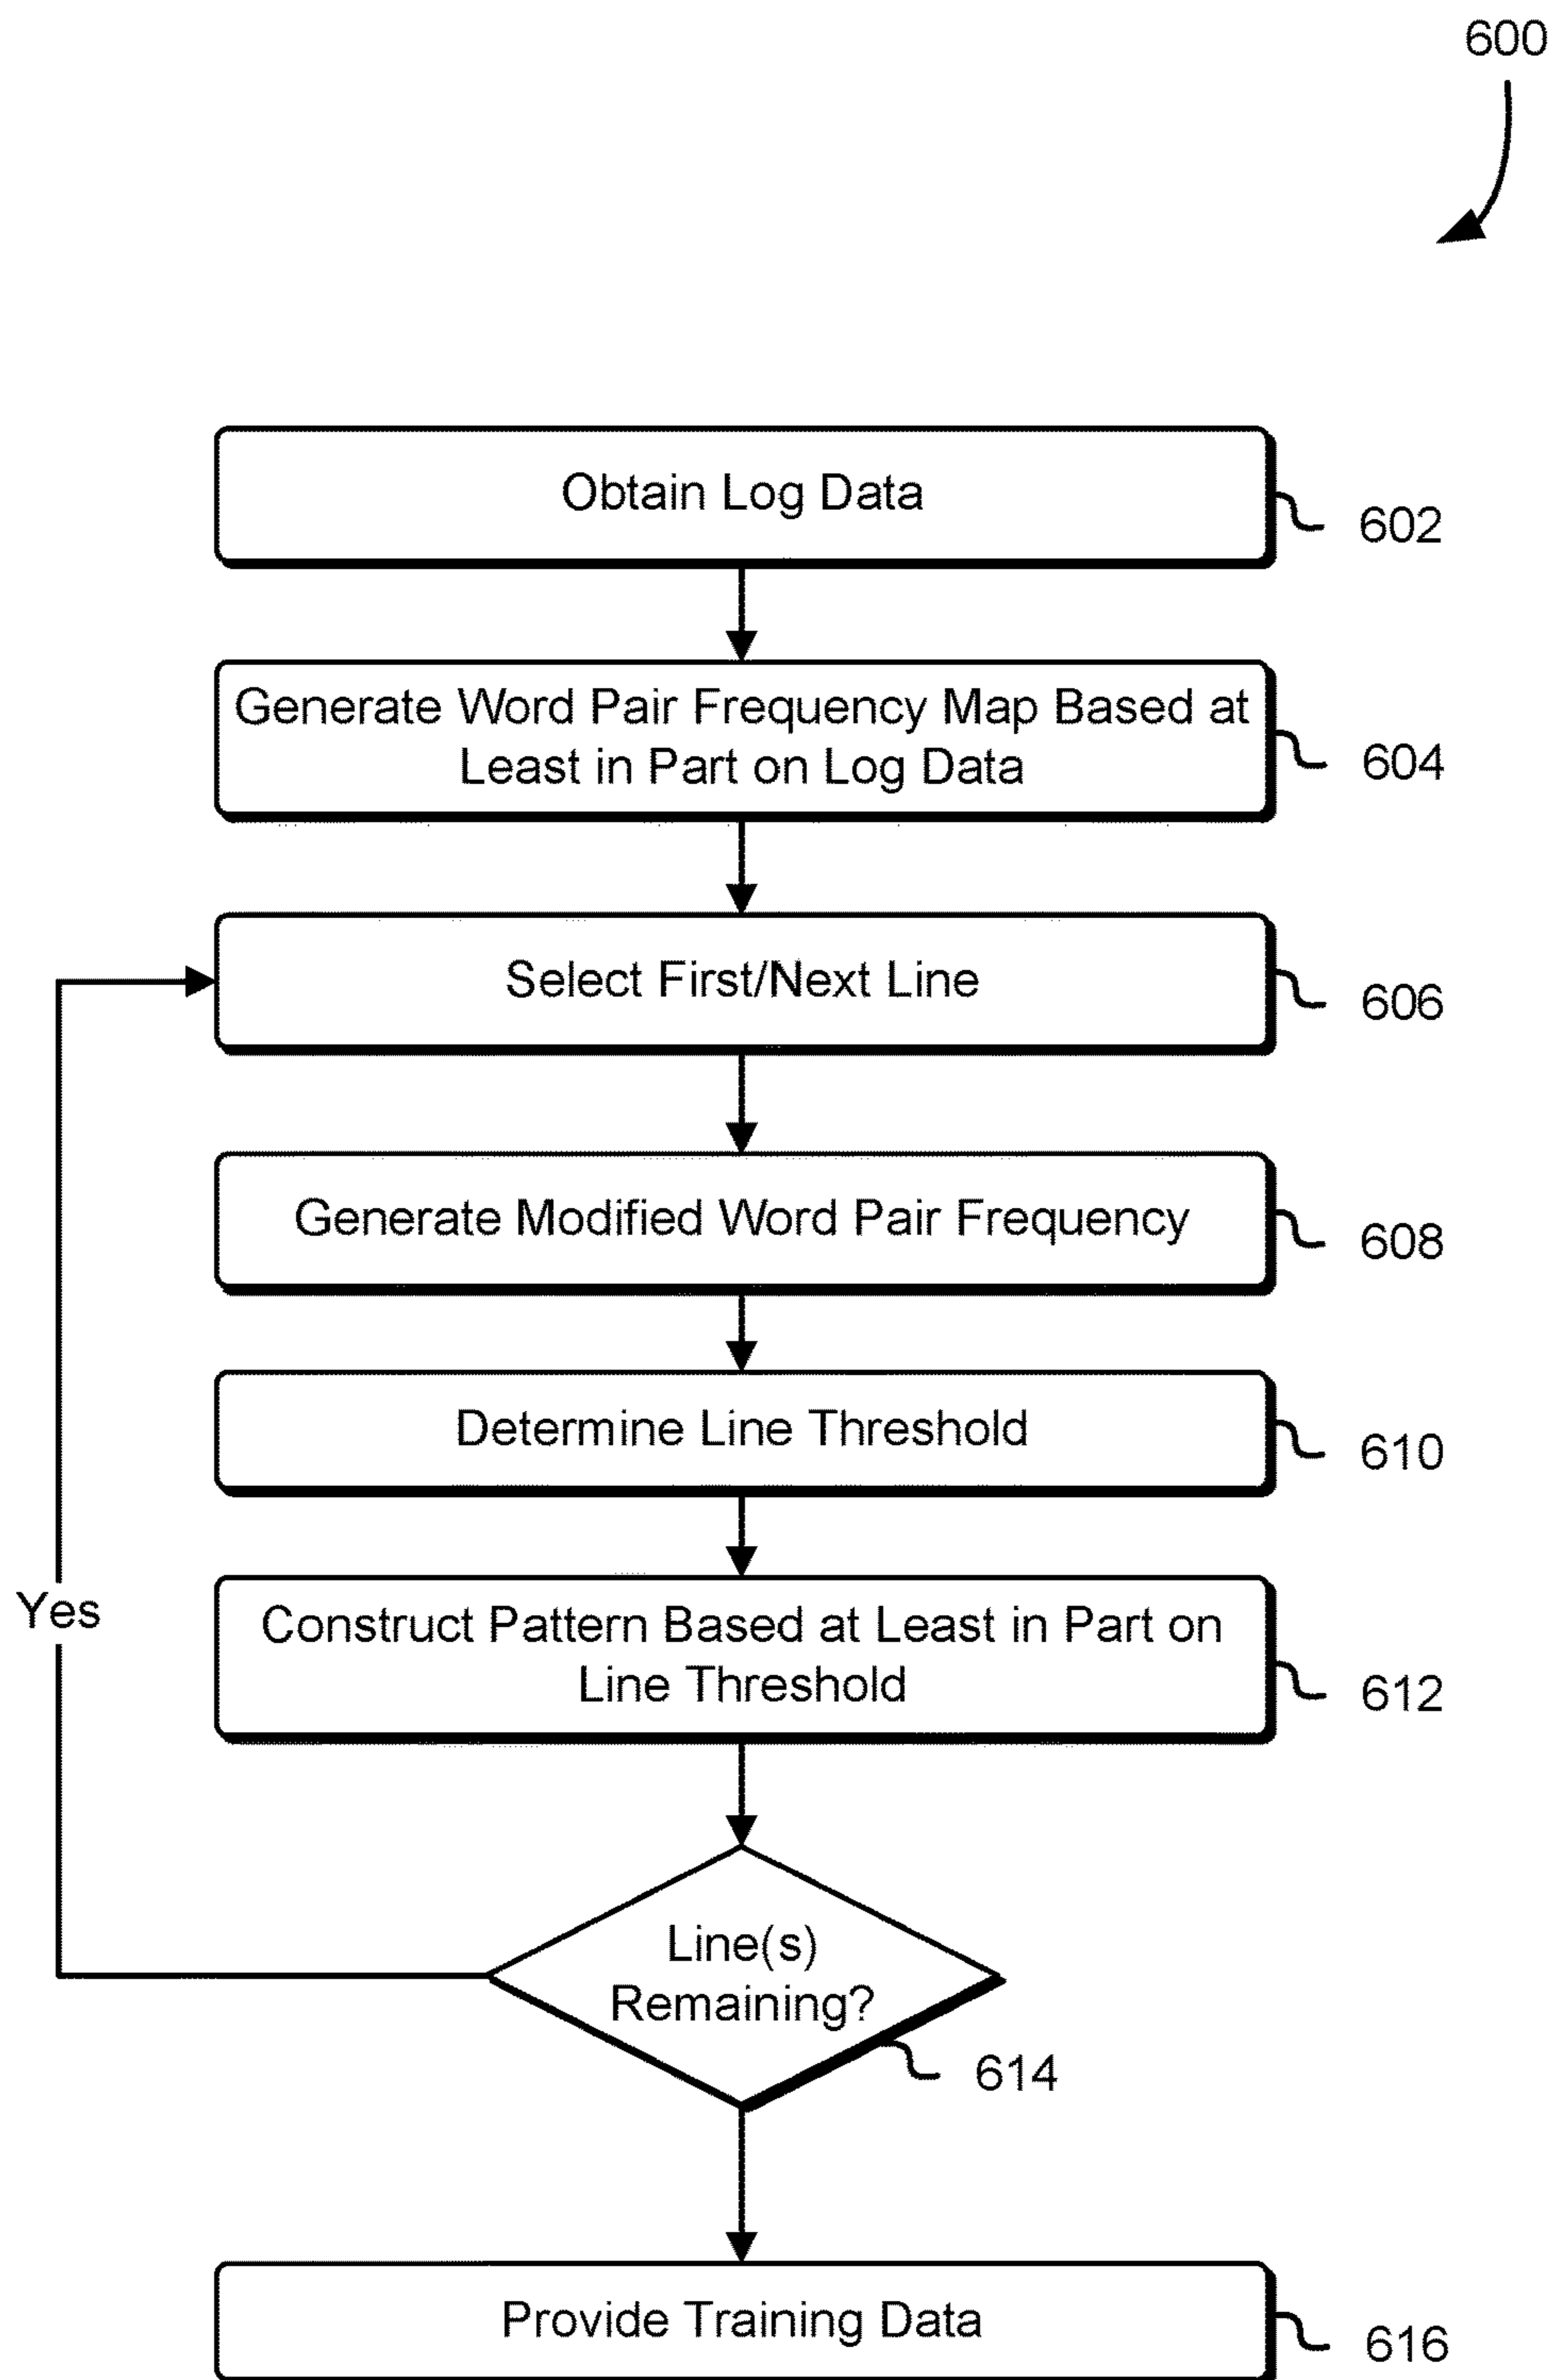 600
Obtain Log Data
602
Generate Word Pair Frequency Map Based at
Least in Part on Log Data
604
Select First/Next Line
606
Generate Modified Word Pair Frequency
608
Determine Line Threshold
610
Construct Pattern Based at Least in Part on
Line Threshold
612
Yes
Line(s)
Remaining?
614
Provide Training Data
616